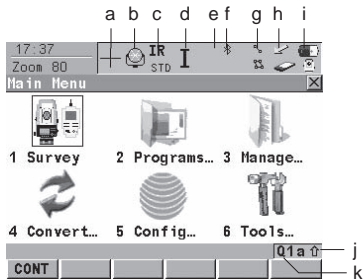 a b c d e f g h i
17:37 IR
Zoom 80 STD I
Main Menu X
1 Survey 2 Programs… 3 Manage…
4 Convert… 5 Config… 6 Tools…
Q1a⇧ j
CONT k